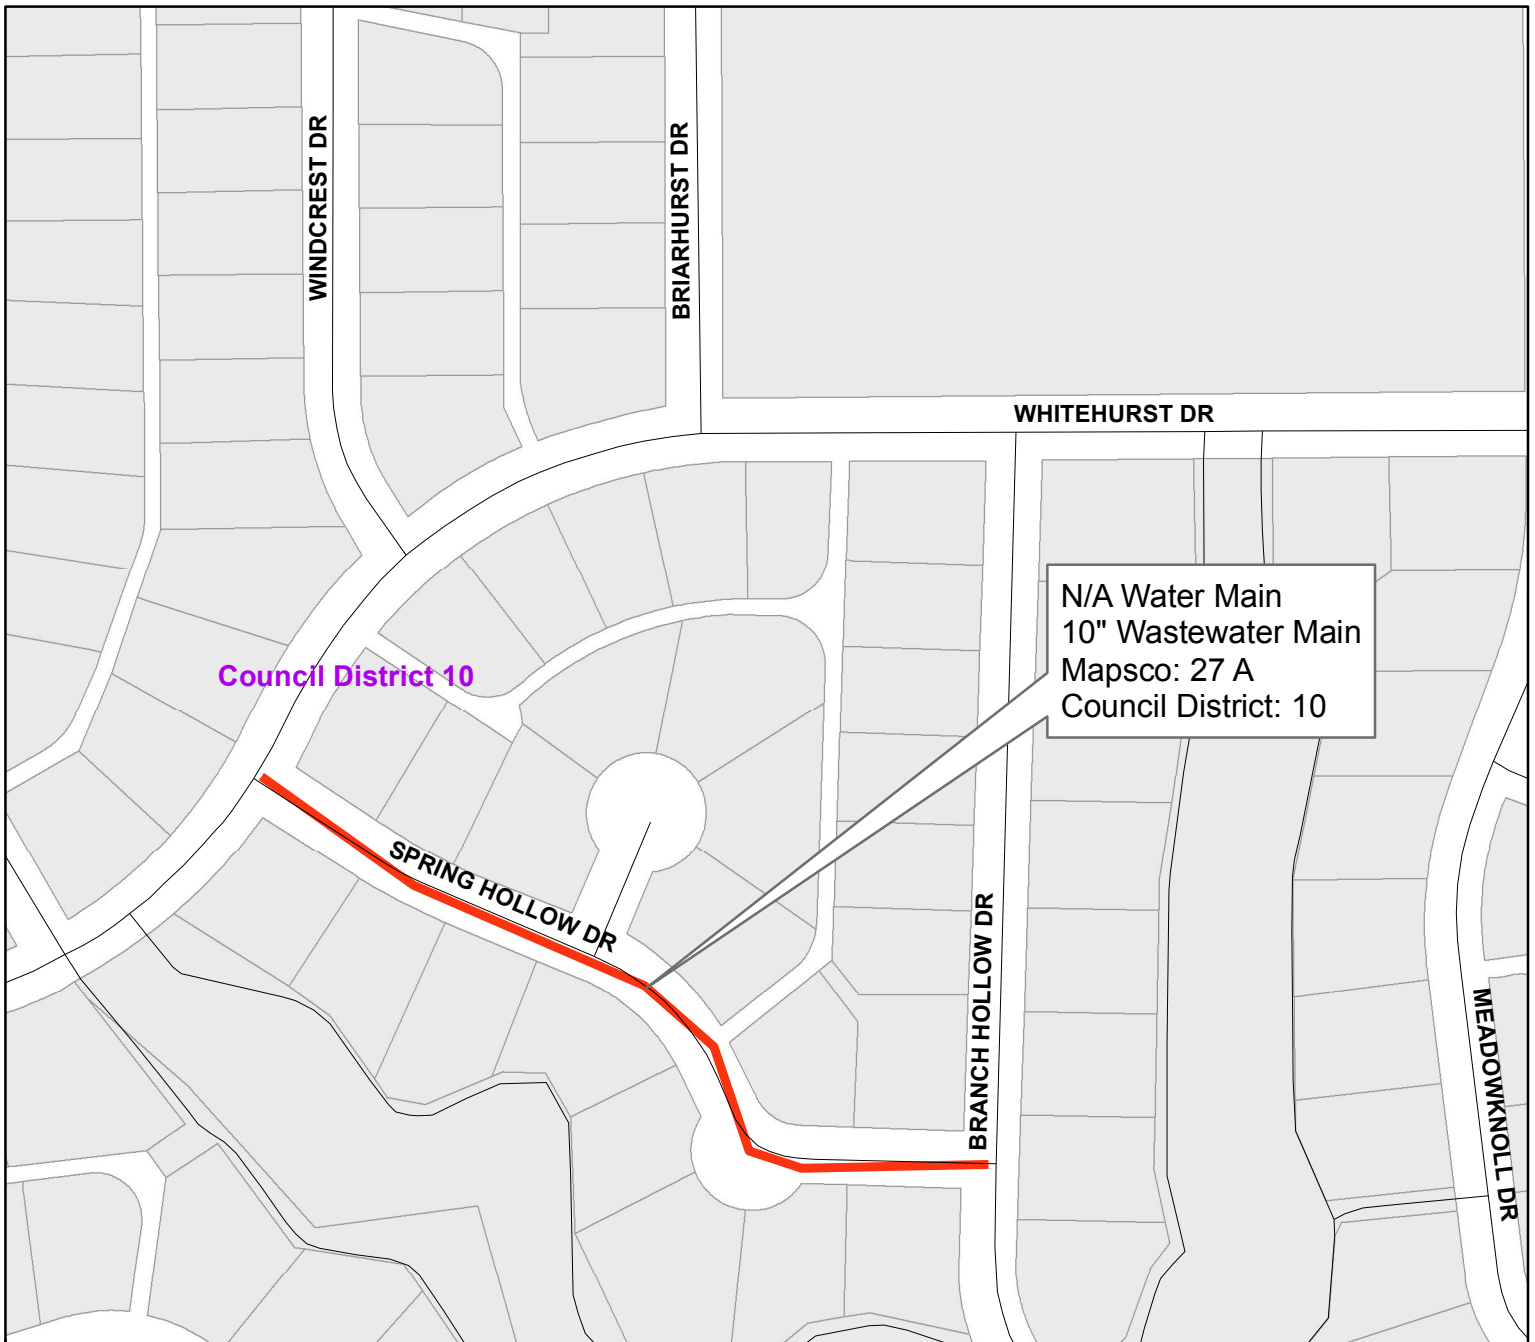 WINDCREST DR
BRIARHURST DR
WHITEHURST DR
N/A Water Main
10" Wastewater Main
Mapsco: 27 A
Council District: 10
Council District 10
SPRING HOLLOW DR
BRANCH HOLLOW DR
MEADOWKNOLL DR